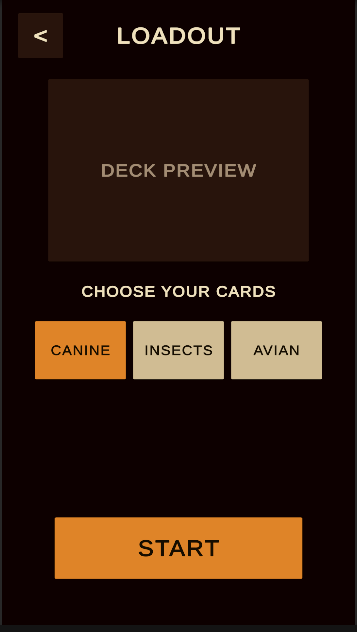 <
LOADOUT
DECK PREVIEW
CHOOSE YOUR CARDS
CANINE
INSECTS
AVIAN
START